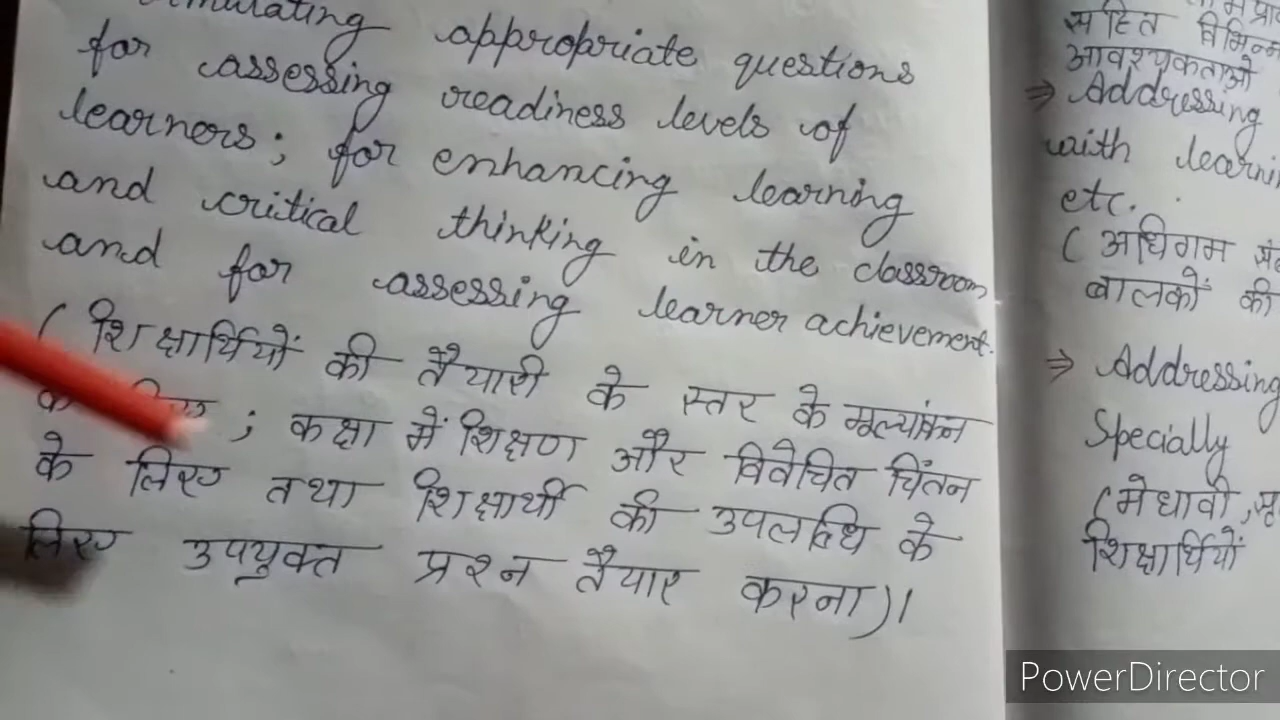 appropriate questions
for assessing readiness levels of
learners; for enhancing learning
and critical thinking in the classroom
and for assessing learner achievement.
(शिक्षार्थियों की तैयारी के स्तर के मूल्यांकन
; कक्षा में शिक्षण और विवेचित चिंतन
के लिए तथा शिक्षार्थी की उपलब्धि के
लिए उपयुक्त प्रश्न तैयार करना)।
सहित विभिन्न
आवश्यकताओं
⇒ Addressing
with
etc.
(अधिगम
बालकों की
⇒ Addressing
Specially
(मेधावी,
शिक्षार्थियों
PowerDirector